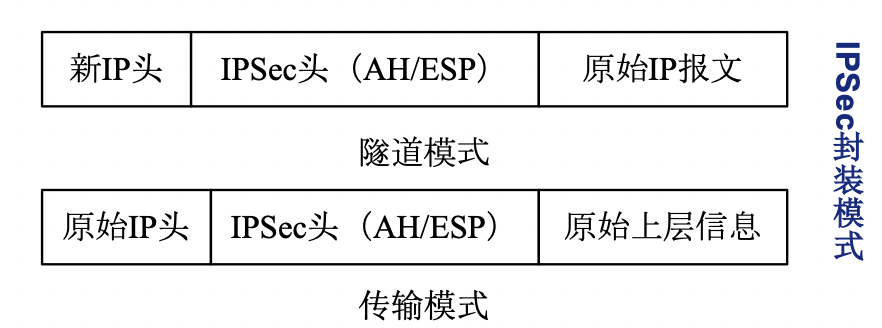 新IP头 IPSec头（AH/ESP） 原始IP报文
隧道模式
原始IP头 IPSec头（AH/ESP） 原始上层信息
传输模式
IPSec封装模式